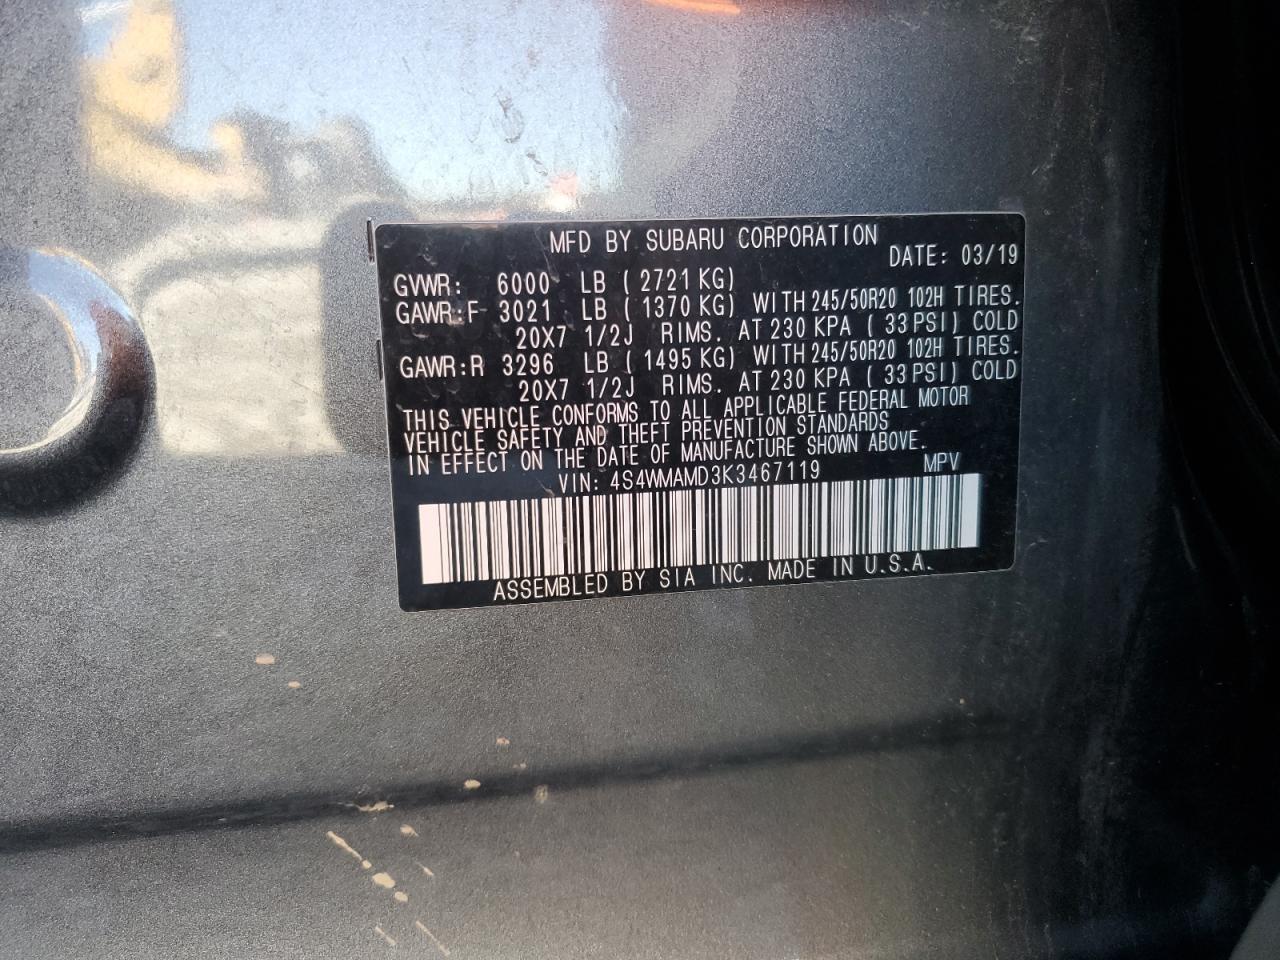 MFD BY SUBARU CORPORATION
DATE: 03/19
GVWR: 6000 LB ( 2721 KG)
GAWR:F 3021 LB ( 1370 KG) WITH 245/50R20 102H TIRES.
20X7 1/2J RIMS. AT 230 KPA ( 33 PSI) COLD
GAWR:R 3296 LB ( 1495 KG) WITH 245/50R20 102H TIRES.
20X7 1/2J RIMS. AT 230 KPA ( 33 PSI) COLD
THIS VEHICLE CONFORMS TO ALL APPLICABLE FEDERAL MOTOR
VEHICLE SAFETY AND THEFT PREVENTION STANDARDS
IN EFFECT ON THE DATE OF MANUFACTURE SHOWN ABOVE.
VIN: 4S4WMAMD3K3467119 MPV
ASSEMBLED BY SIA INC. MADE IN U.S.A.